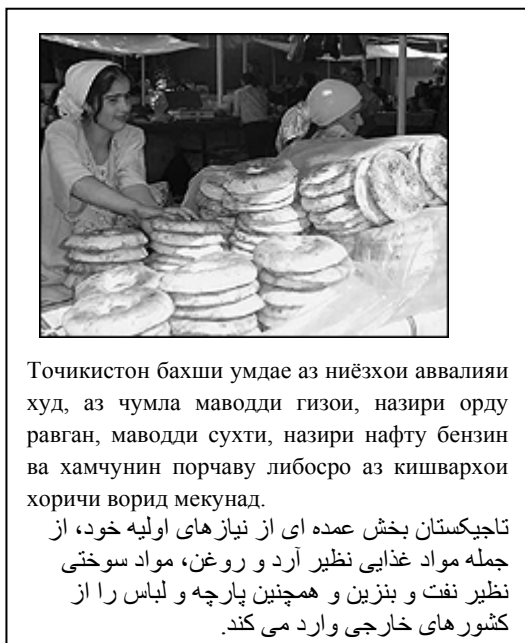 Точикистон бахши умдае аз ниёзхои аввалияи
худ, аз чумла маводди гизои, назири орду
равган, маводди сухти, назири нафту бензин
ва хамчунин порчаву либосро аз кишвархои
хоричи ворид мекунад.
تاجیکستان بخش عمده ای از نیاز های اولیه خود، از
جمله مواد غذایی نظیر آرد و روغن، مواد سوختی
نظیر نفت و بنزین و همچنین پارچه و لباس را از
کشور های خارجی وارد می کند.